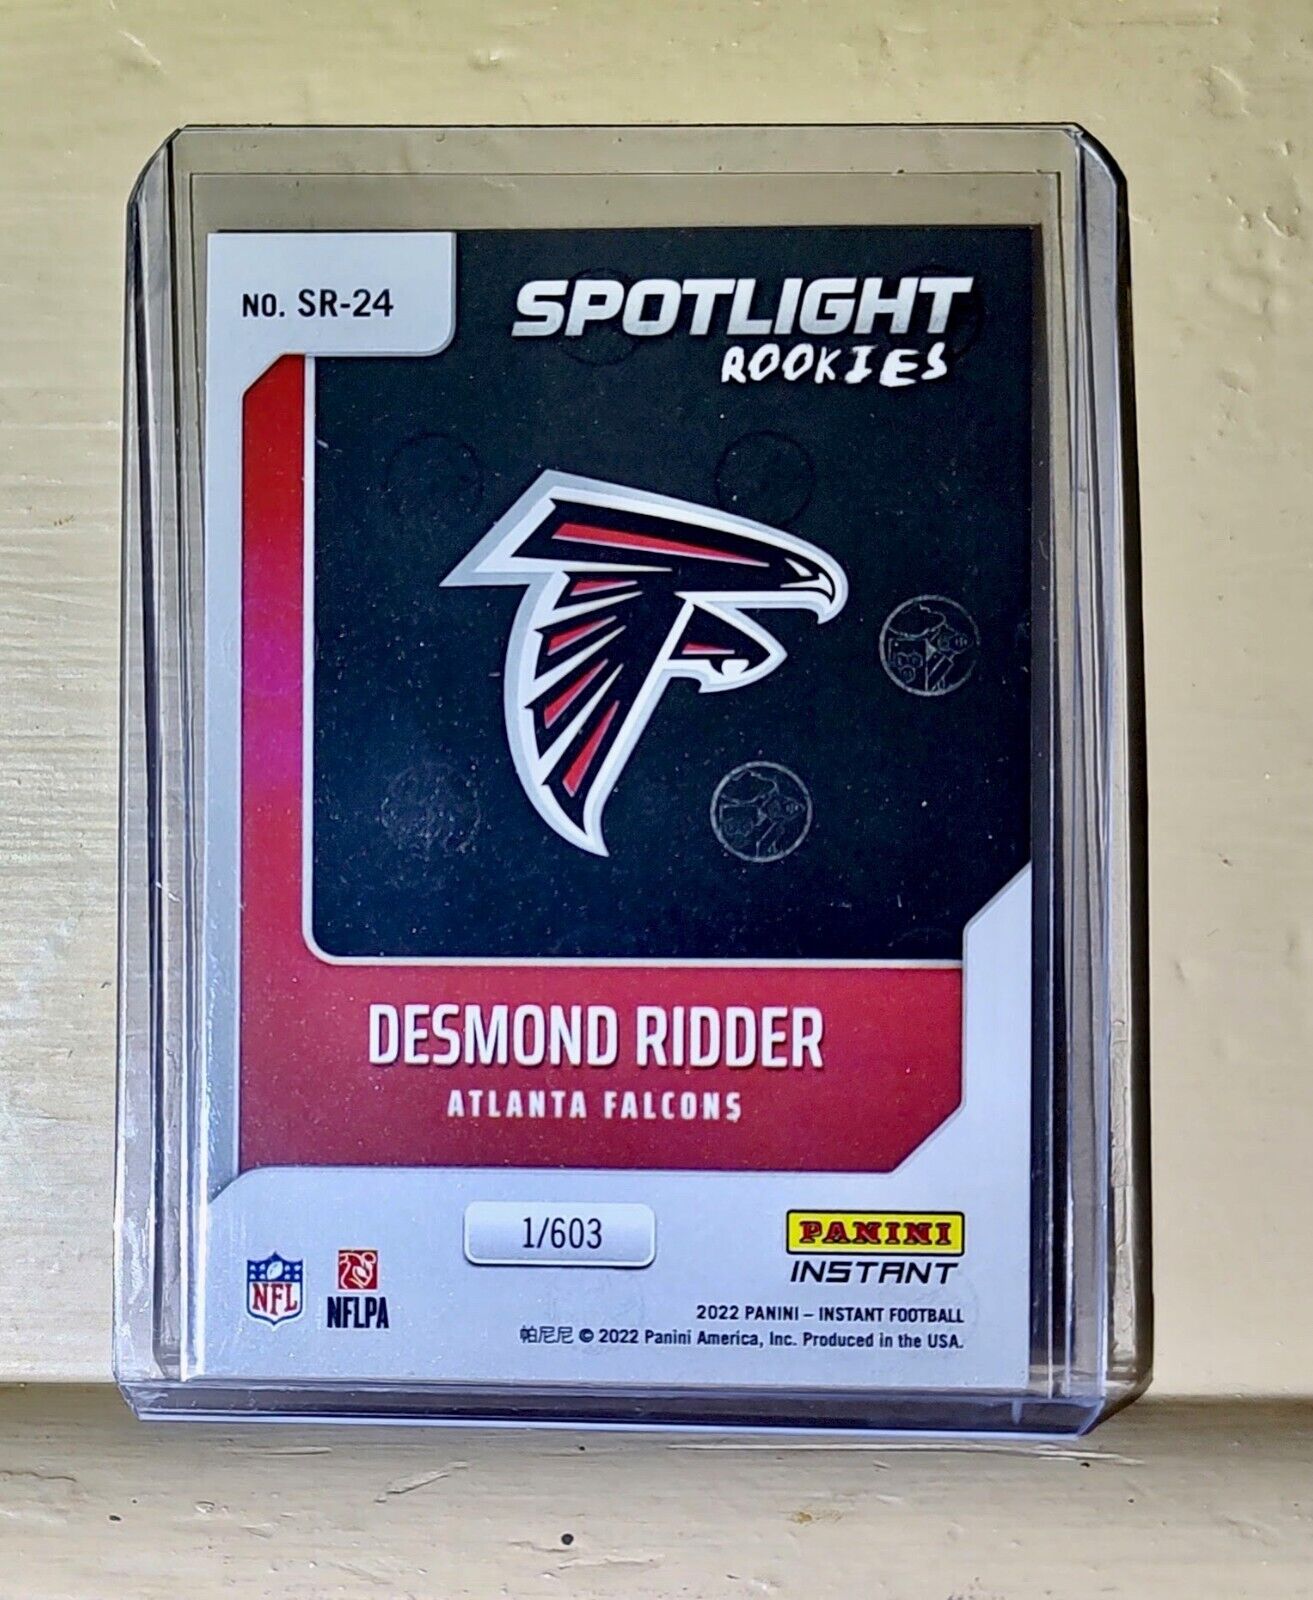 NO. SR-24
SPOTLIGHT
ROOKIES
DESMOND RIDDER
ATLANTA FALCONS
1/603
PANINI
INSTANT
NFL
NFLPA
2022 PANINI – INSTANT FOOTBALL
帕尼尼 © 2022 Panini America, Inc. Produced in the USA.